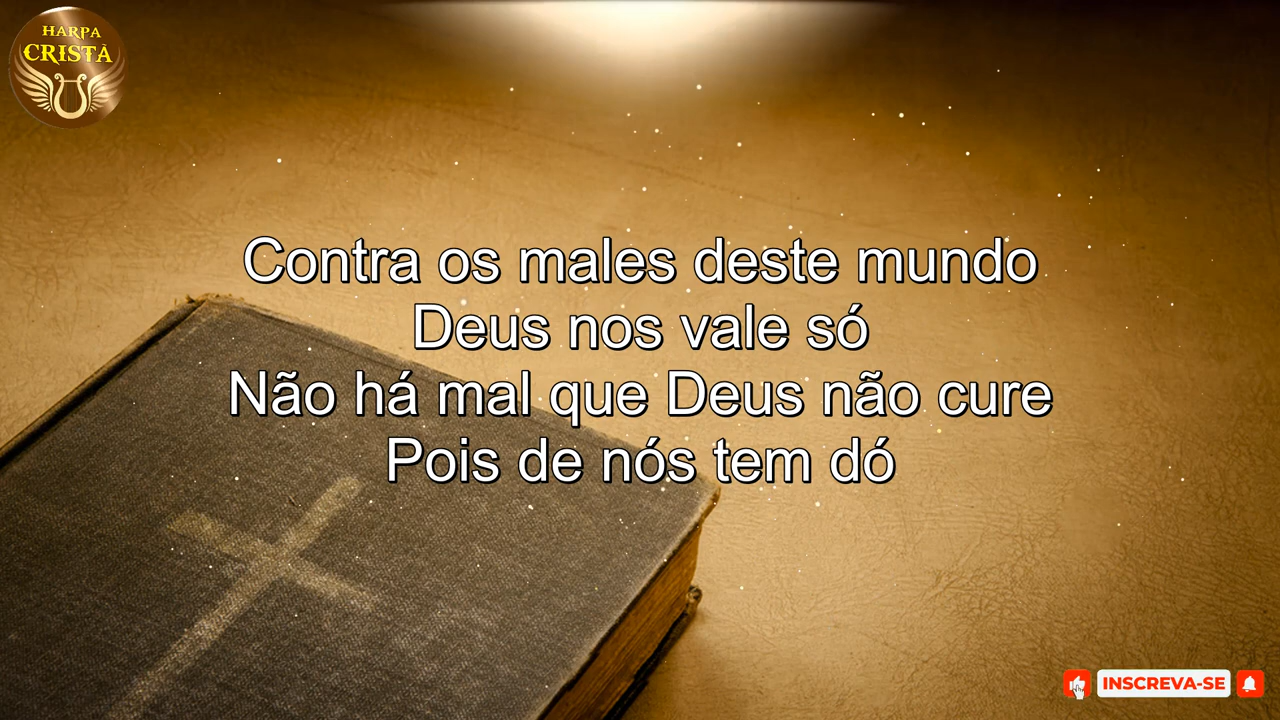 HARPA
CRISTÃ
Contra os males deste mundo
Deus nos vale só
Não há mal que Deus não cure
Pois de nós tem dó
INSCREVA-SE